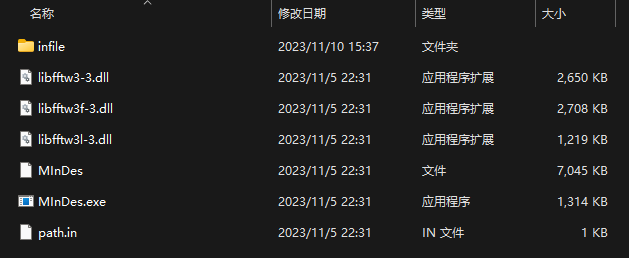 名称 修改日期 类型 大小
infile 2023/11/10 15:37 文件夹
libfftw3-3.dll 2023/11/5 22:31 应用程序扩展 2,650 KB
libfftw3f-3.dll 2023/11/5 22:31 应用程序扩展 2,708 KB
libfftw3l-3.dll 2023/11/5 22:31 应用程序扩展 1,219 KB
MInDes 2023/11/5 22:31 文件 7,045 KB
MInDes.exe 2023/11/5 22:31 应用程序 1,314 KB
path.in 2023/11/5 22:31 IN 文件 1 KB